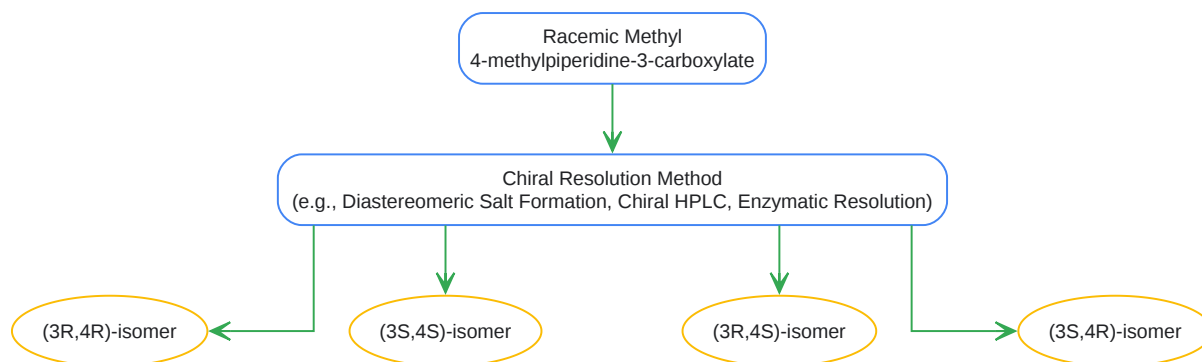 Racemic Methyl
4-methylpiperidine-3-carboxylate
Chiral Resolution Method
(e.g., Diastereomeric Salt Formation, Chiral HPLC, Enzymatic Resolution)
(3R,4R)-isomer
(3S,4S)-isomer
(3R,4S)-isomer
(3S,4R)-isomer